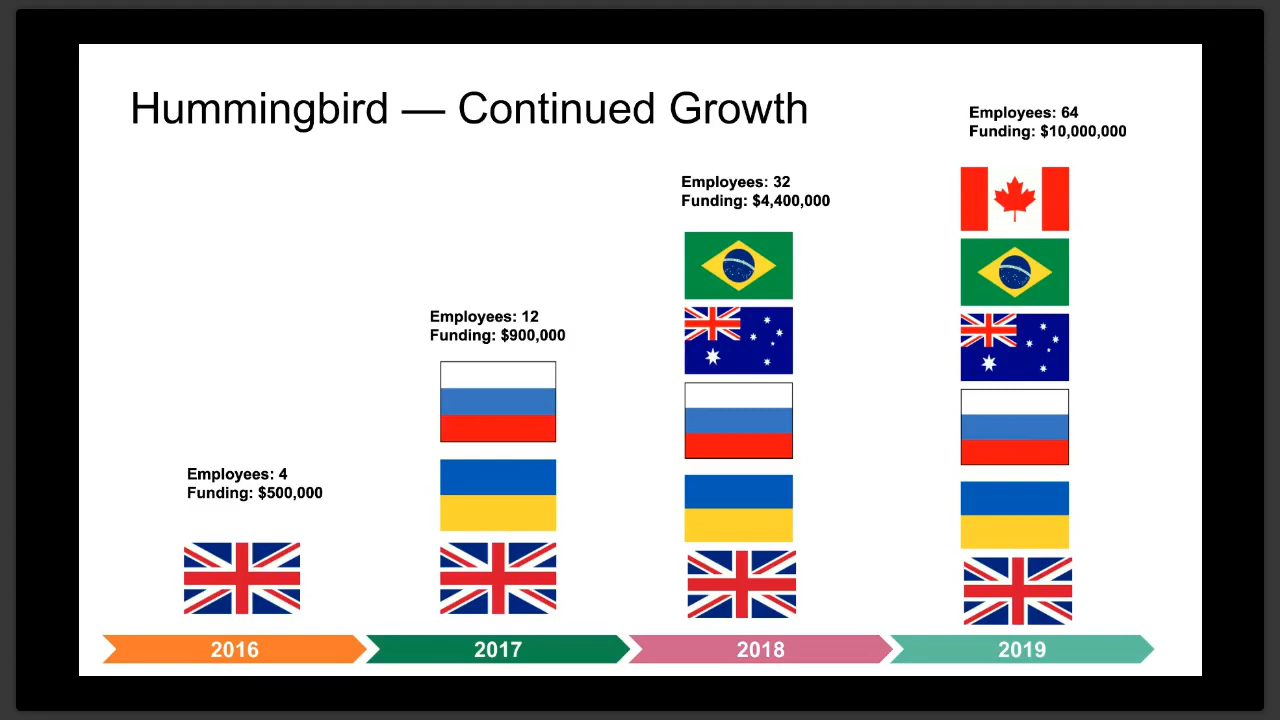 Hummingbird — Continued Growth
Employees: 64
Funding: $10,000,000
Employees: 32
Funding: $4,400,000
Employees: 12
Funding: $900,000
Employees: 4
Funding: $500,000
2016
2017
2018
2019